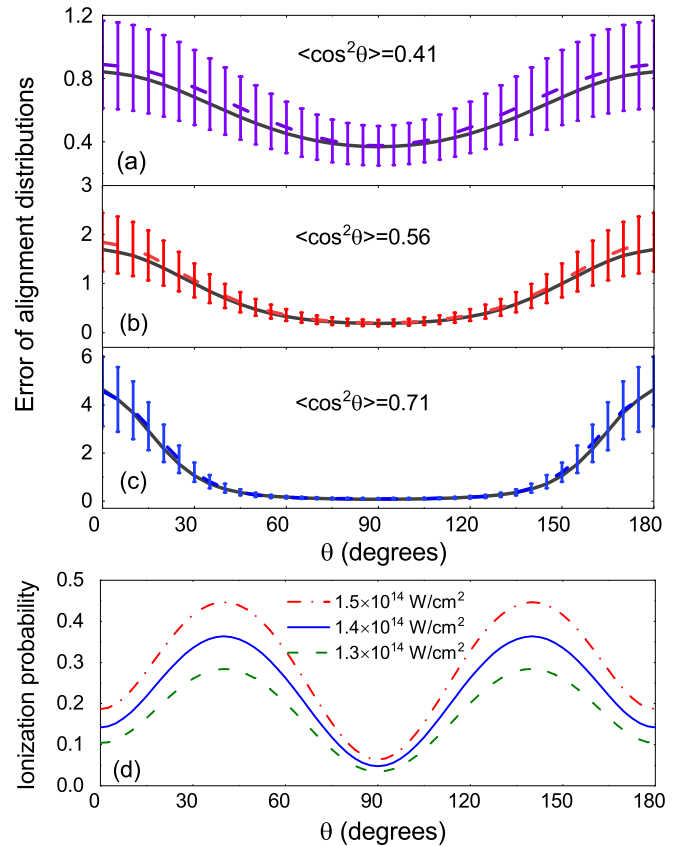 Error of alignment distributions
1.2
0.8
0.4
<cos²θ>=0.41
(a)
3
2
1
0
<cos²θ>=0.56
(b)
6
4
2
0
<cos²θ>=0.71
(c)
0 30 60 90 120 150 180
θ (degrees)
Ionization probability
0.5
0.4
0.3
0.2
0.1
0.0
1.5×10¹⁴ W/cm²
1.4×10¹⁴ W/cm²
1.3×10¹⁴ W/cm²
(d)
0 30 60 90 120 150 180
θ (degrees)